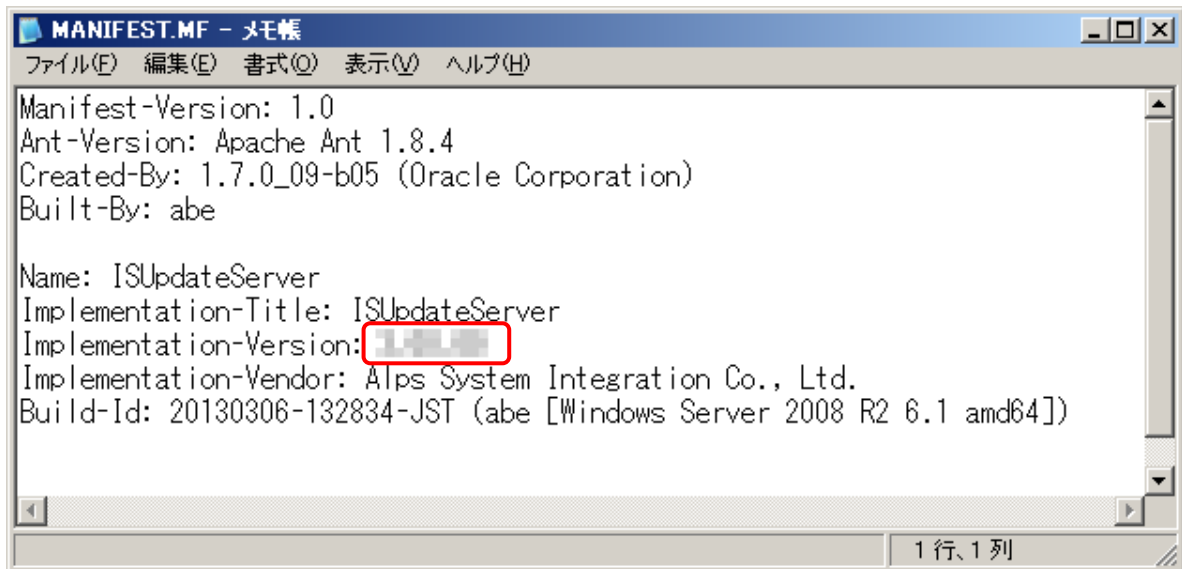 MANIFEST.MF - メモ帳
ファイル(F) 編集(E) 書式(O) 表示(V) ヘルプ(H)
Manifest-Version: 1.0
Ant-Version: Apache Ant 1.8.4
Created-By: 1.7.0_09-b05 (Oracle Corporation)
Built-By: abe
Name: ISUpdateServer
Implementation-Title: ISUpdateServer
Implementation-Version:
Implementation-Vendor: Alps System Integration Co., Ltd.
Build-Id: 20130306-132834-JST (abe [Windows Server 2008 R2 6.1 amd64])
1 行、1 列